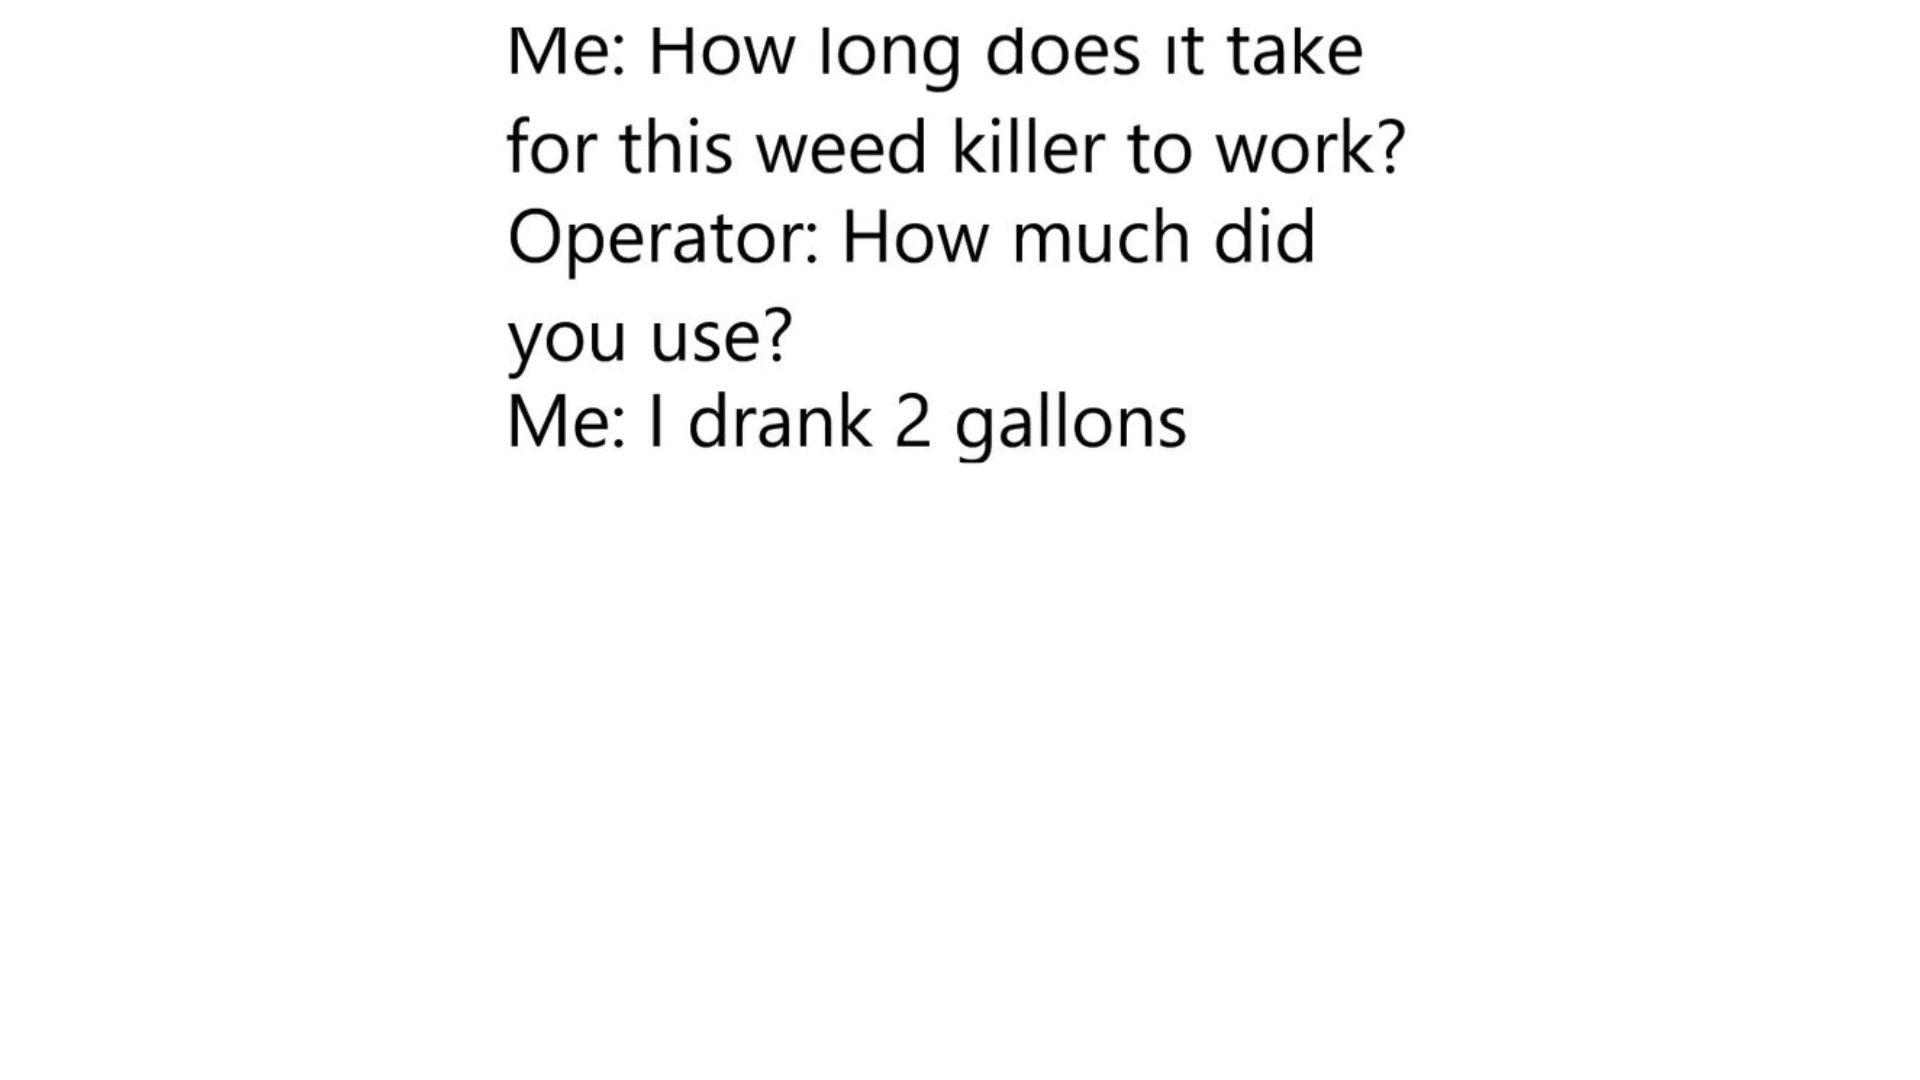 Me: How long does it take
for this weed killer to work?
Operator: How much did
you use?
Me: I drank 2 gallons